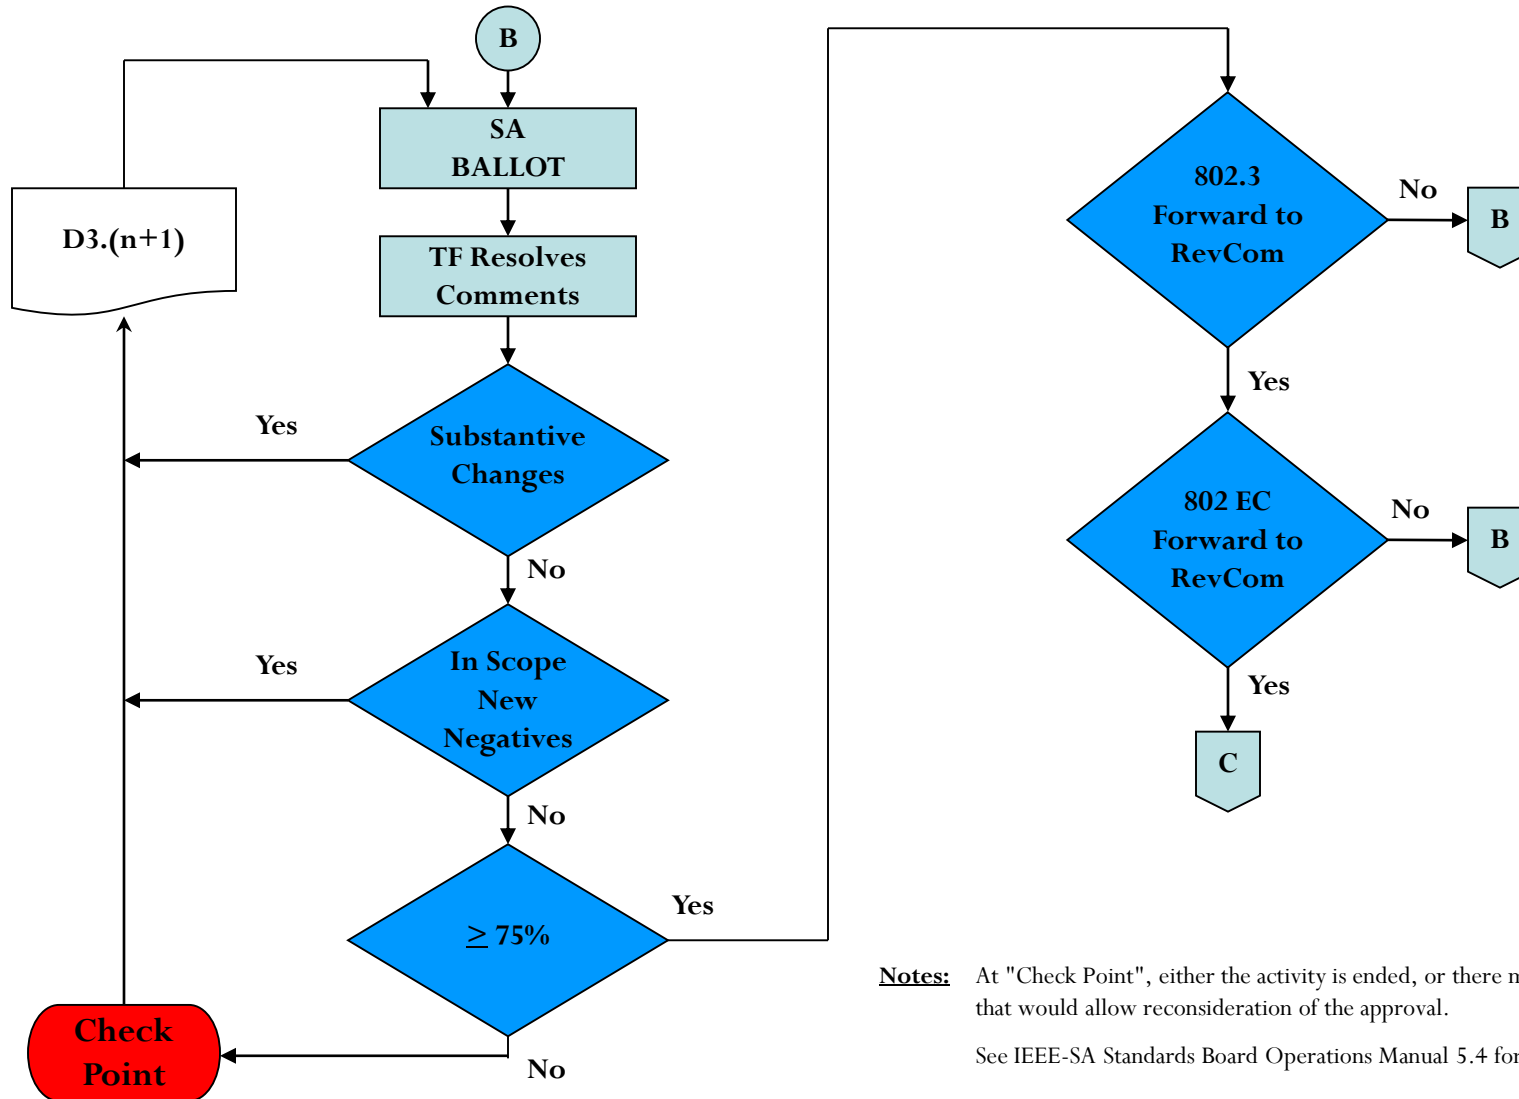 B
SA
BALLOT
D3.(n+1)
TF Resolves
Comments
Substantive
Changes
Yes
No
In Scope
New
Negatives
Yes
No
≥ 75%
Yes
No
Check
Point
802.3
Forward to
RevCom
No
B
Yes
802 EC
Forward to
RevCom
No
B
Yes
C
Notes: At "Check Point", either the activity is ended, or there
that would allow reconsideration of the approval.
See IEEE-SA Standards Board Operations Manual 5.4 for